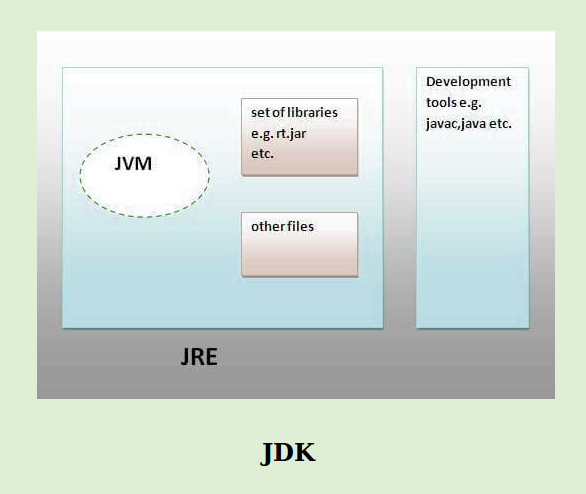 JVM
set of libraries
e.g. rt.jar
etc.
other files
JRE
Development
tools e.g.
javac,java etc.
JDK